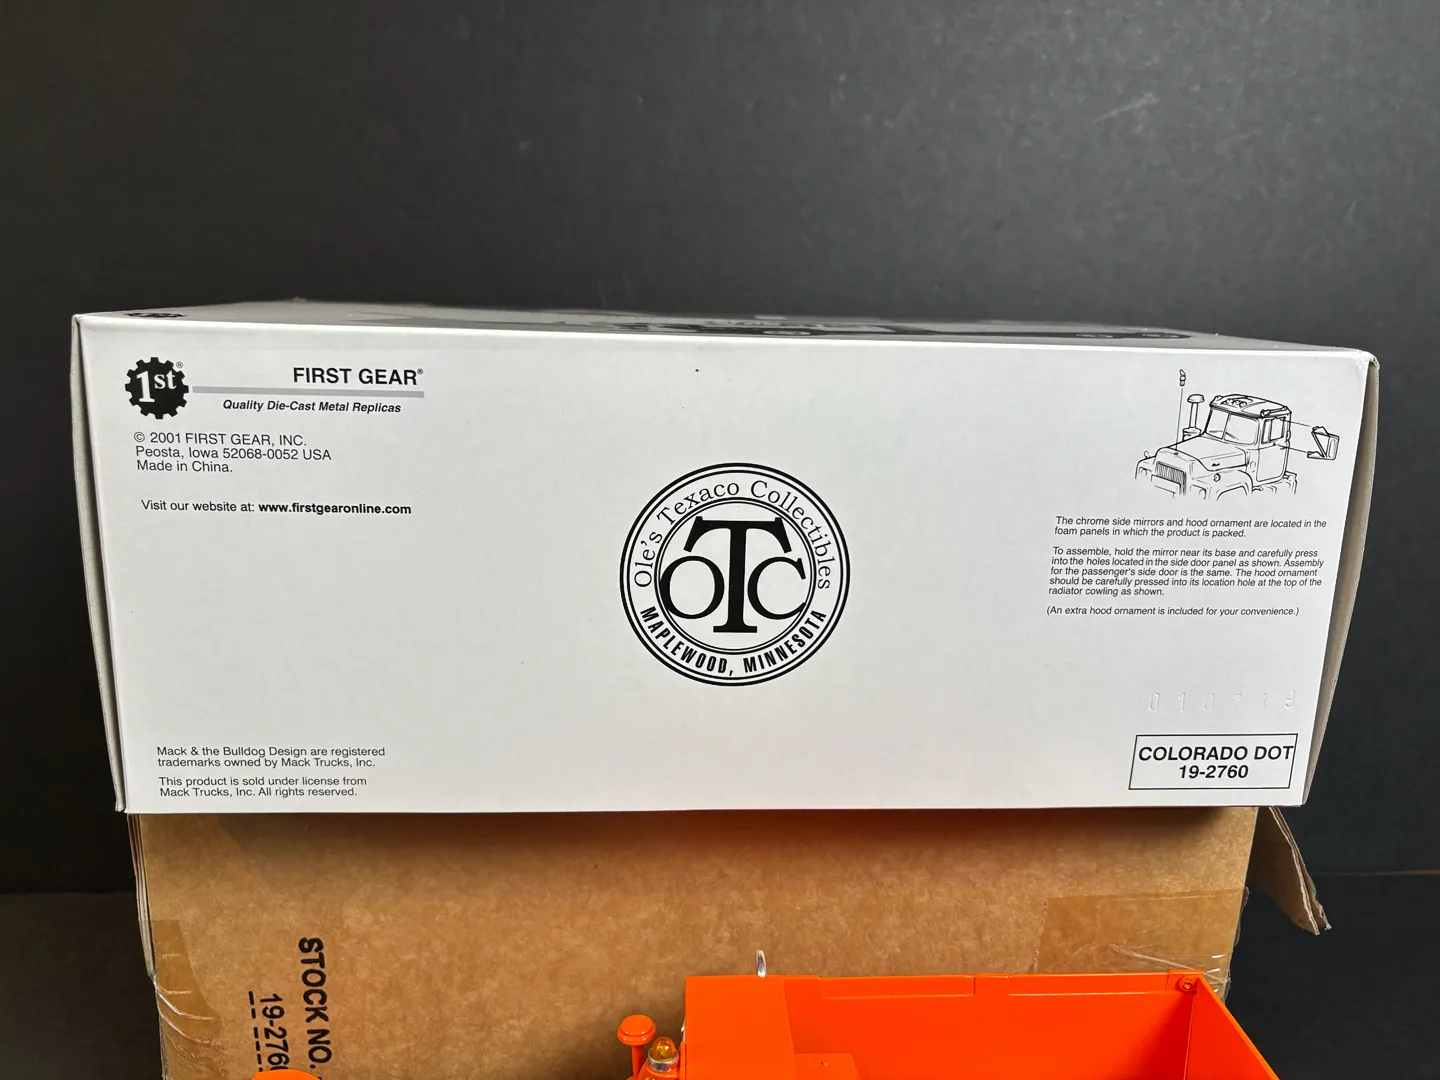 1st®
FIRST GEAR®
Quality Die-Cast Metal Replicas
© 2001 FIRST GEAR, INC.
Peosta, Iowa 52068-0052 USA
Made in China.
Visit our website at: www.firstgearonline.com
Ole's Texaco Collectibles
OTC
MAPLEWOOD, MINNESOTA
The chrome side mirrors and hood ornament are located in the
foam panels in which the product is packed.
To assemble, hold the mirror near its base and carefully press
into the holes located in the side door panel as shown. Assembly
for the passenger's side door is the same. The hood ornament
should be carefully pressed into its location hole at the top of the
radiator cowling as shown.
(An extra hood ornament is included for your convenience.)
Mack & the Bulldog Design are registered
trademarks owned by Mack Trucks, Inc.
This product is sold under license from
Mack Trucks, Inc. All rights reserved.
010719
COLORADO DOT
19-2760
STOCK NO.
19-276